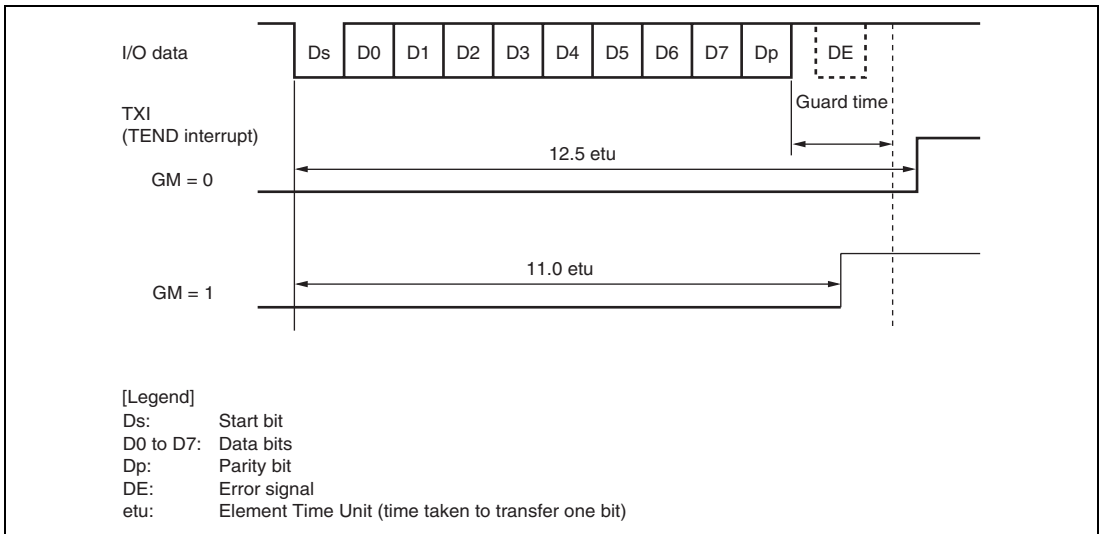 I/O data
Ds D0 D1 D2 D3 D4 D5 D6 D7 Dp DE
Guard time
TXI
(TEND interrupt)
12.5 etu
GM = 0
11.0 etu
GM = 1
[Legend]
Ds: Start bit
D0 to D7: Data bits
Dp: Parity bit
DE: Error signal
etu: Element Time Unit (time taken to transfer one bit)